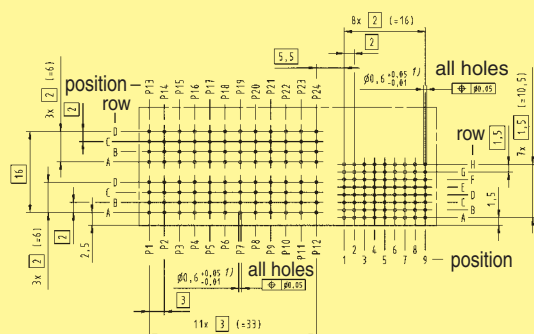 8x 2 (=16)
2
5,5
Ø0,6 +0.05 -0.01 1)
all holes
⌖ Ø0.05
position P13 P14 P15 P16 P17 P18 P19 P20 P21 P22 P23 P24
row
3x 2 (=6)
2
D
C
B
A
16
D
C
B
A
2
3x 2 (=6)
2,5
P1 P2 P3 P4 P5 P6 P7 P8 P9 P10 P11 P12
Ø0,6 +0.05 -0.01 1)
all holes
⌖ Ø0.05
3
11x 3 (=33)
row
H
G
F
E
D
C
B
A
1,5
7x 1,5 (=10,5)
1,5
1 2 3 4 5 6 7 8 9
position